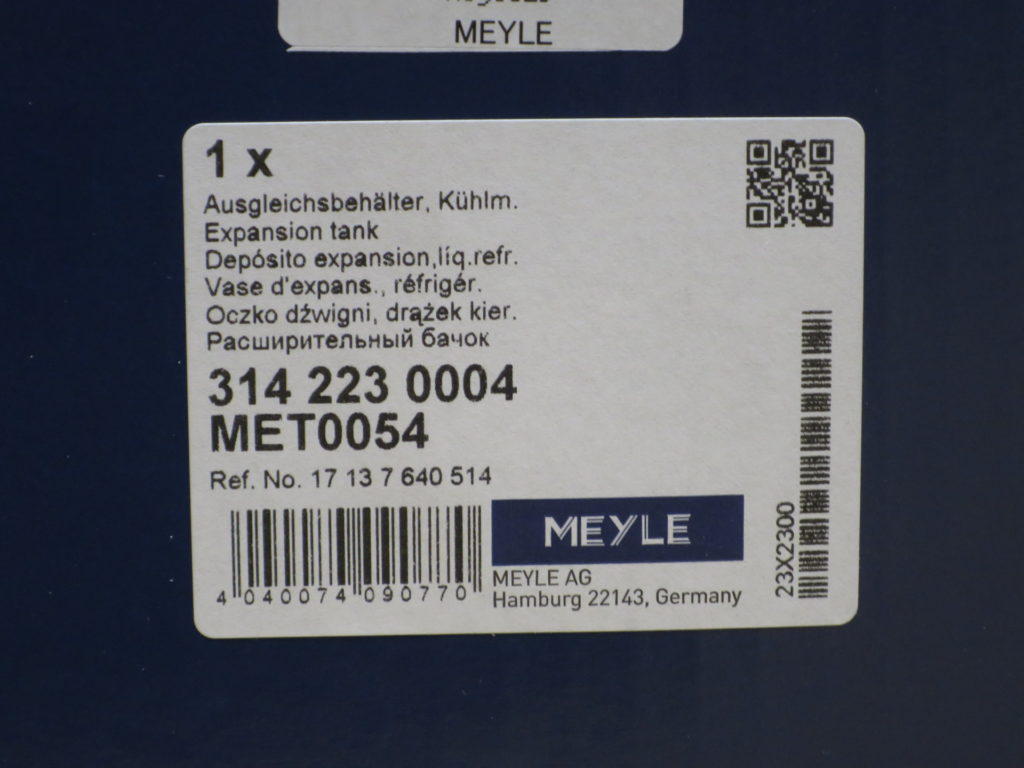 MEYLE
1 x
Ausgleichsbehälter, Kühlm.
Expansion tank
Depósito expansion,líq.refr.
Vase d'expans., réfrigér.
Oczko dźwigni, drążek kier.
Расширительный бачок
314 223 0004
MET0054
Ref. No. 17 13 7 640 514
4 040074 090770
MEYLE
MEYLE AG
Hamburg 22143, Germany
23X2300